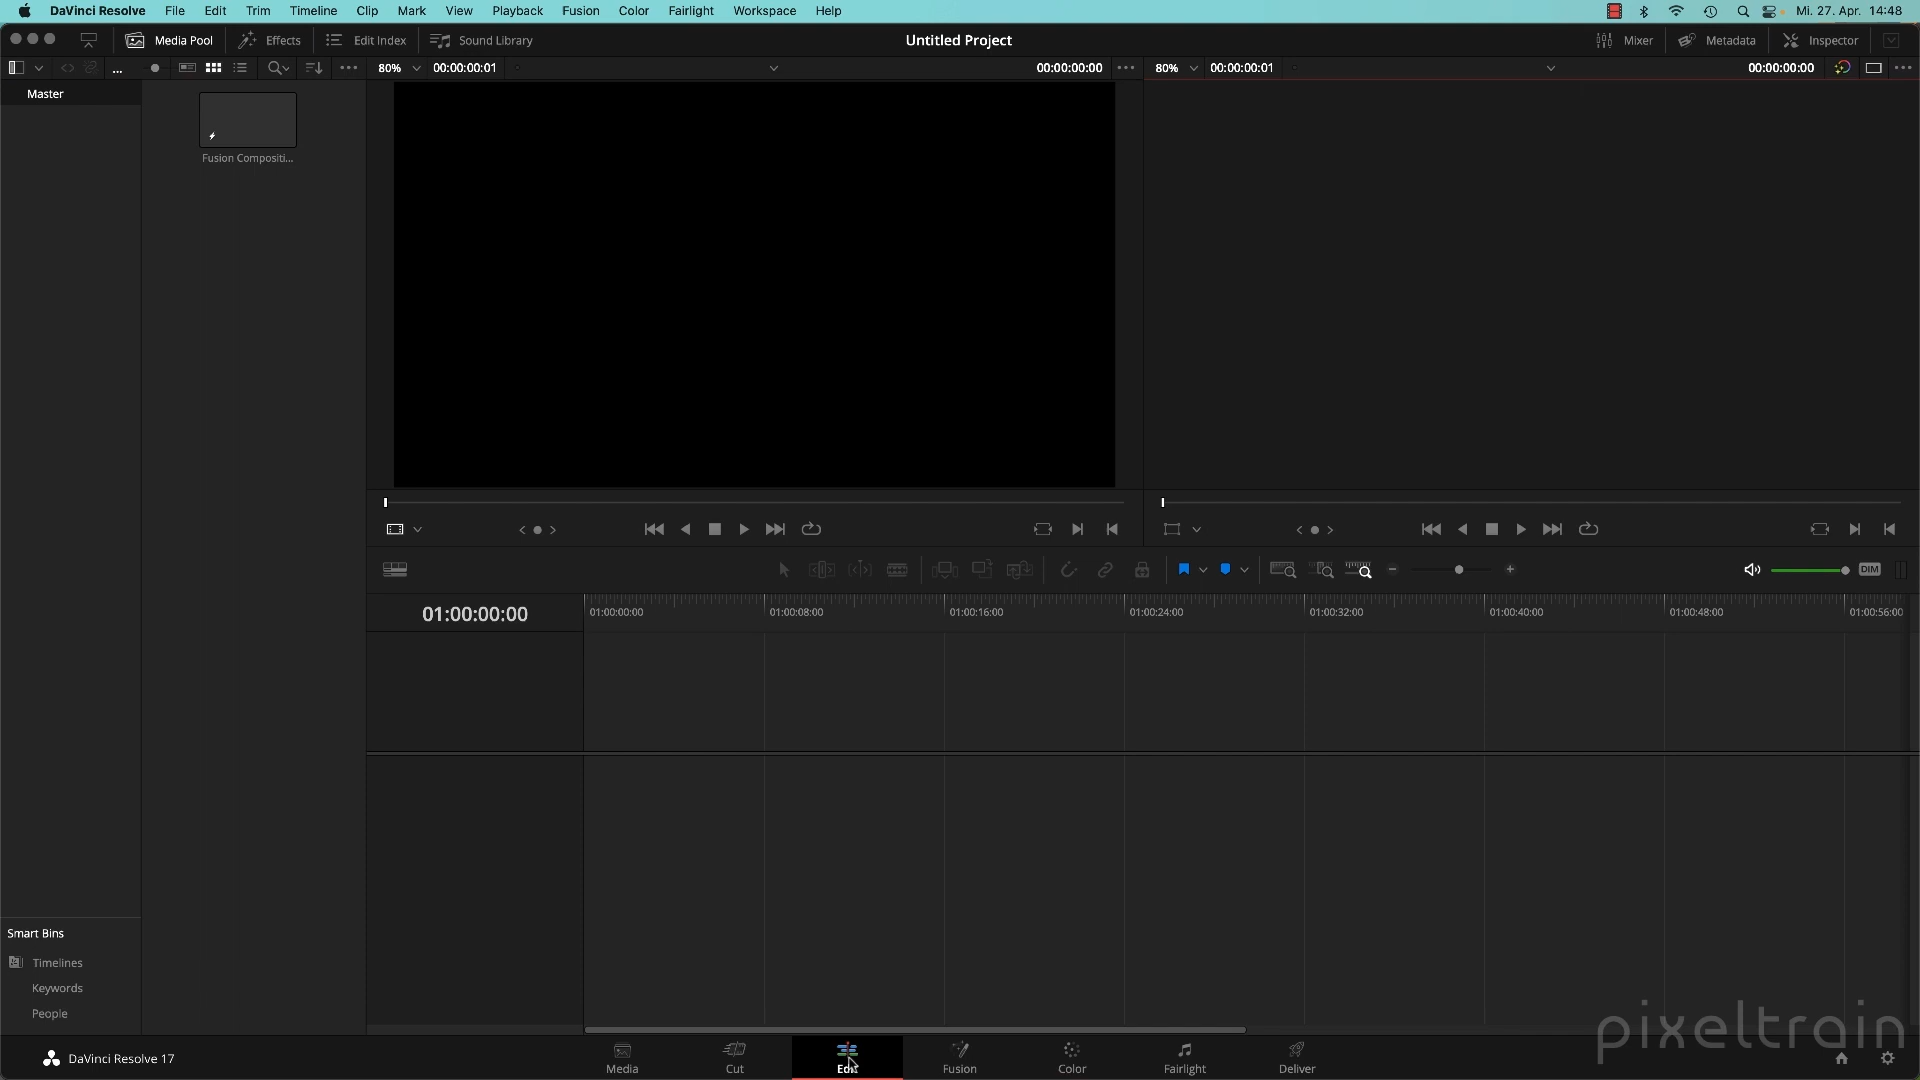 DaVinci Resolve File Edit Trim Timeline Clip Mark View Playback Fusion Color Fairlight Workspace Help Mi. 27. Apr. 14:48
Media Pool Effects Edit Index Sound Library Untitled Project Mixer Metadata Inspector
... 80% 00:00:00:01 00:00:00:00 80% 00:00:00:01 00:00:00:00
Master
Fusion Compositi...
DIM
01:00:00:00 01:00:00:00 01:00:08:00 01:00:16:00 01:00:24:00 01:00:32:00 01:00:40:00 01:00:48:00 01:00:56:00
Smart Bins
Timelines
Keywords
People
pixeltrain
DaVinci Resolve 17
Media Cut Edit Fusion Color Fairlight Deliver